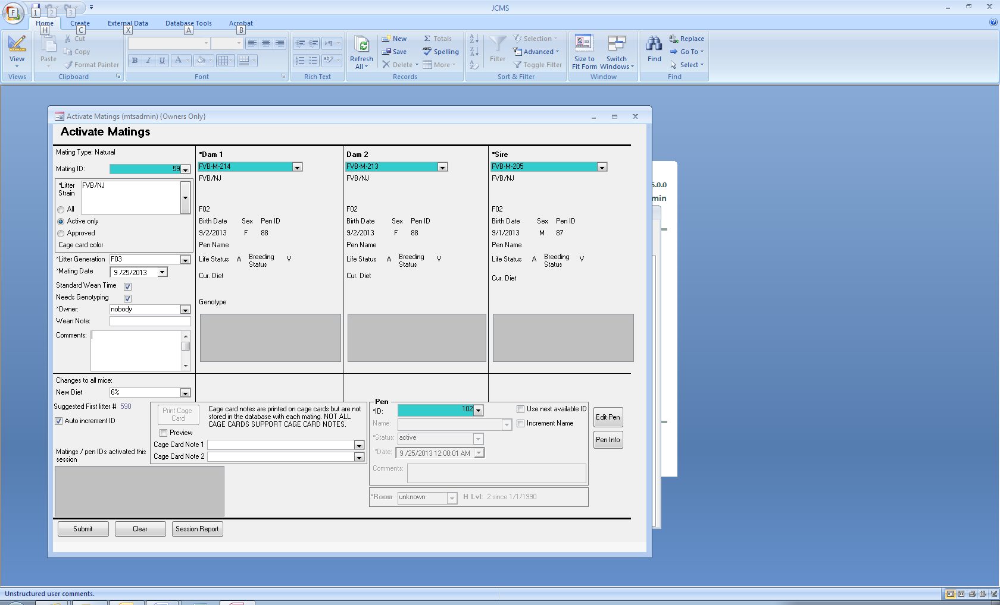 JCMS
F
1
2
3
Home
Create
External Data
Database Tools
Acrobat
H
C
X
A
B
View
Views
Paste
Cut
Copy
Format Painter
Clipboard
B I U A
Font
Rich Text
Refresh
All
New
Save
Delete
Totals
Spelling
More
Records
Filter
Selection
Advanced
Toggle Filter
Sort & Filter
Size to
Fit Form
Switch
Windows
Window
Find
Replace
Go To
Select
Find
Activate Matings (mtsadmin) {Owners Only}
Activate Matings
Mating Type: Natural
Mating ID: 59
*Litter
Strain
FVB/NJ
All
Active only
Approved
Cage card color
*Litter Generation F03
*Mating Date 9 /25/2013
Standard Wean Time
Needs Genotyping
*Owner: nobody
Wean Note:
Comments:
*Dam 1
FVB-M-214
FVB/NJ
F02
Birth Date Sex Pen ID
9/2/2013 F 88
Pen Name
Life Status A Breeding
Status V
Cur. Diet
Genotype
Dam 2
FVB-M-213
FVB/NJ
F02
Birth Date Sex Pen ID
9/2/2013 F 88
Pen Name
Life Status A Breeding
Status V
Cur. Diet
*Sire
FVB-M-205
FVB/NJ
F02
Birth Date Sex Pen ID
9/1/2013 M 87
Pen Name
Life Status A Breeding
Status V
Cur. Diet
Changes to all mice:
New Diet 6%
Suggested First litter # 590
Auto increment ID
Matings / pen IDs activated this
session
Print Cage
Card
Preview
Cage card notes are printed on cage cards but are not
stored in the database with each mating. NOT ALL
CAGE CARDS SUPPORT CAGE CARD NOTES.
Cage Card Note 1
Cage Card Note 2
Pen
*ID: 102
Use next available ID
Name:
Increment Name
*Status: active
*Date: 9 /25/2013 12:00:01 AM
Comments:
*Room unknown H Lvl: 2 since 1/1/1990
Edit Pen
Pen Info
Submit
Clear
Session Report
5.0.0
min
Unstructured user comments.